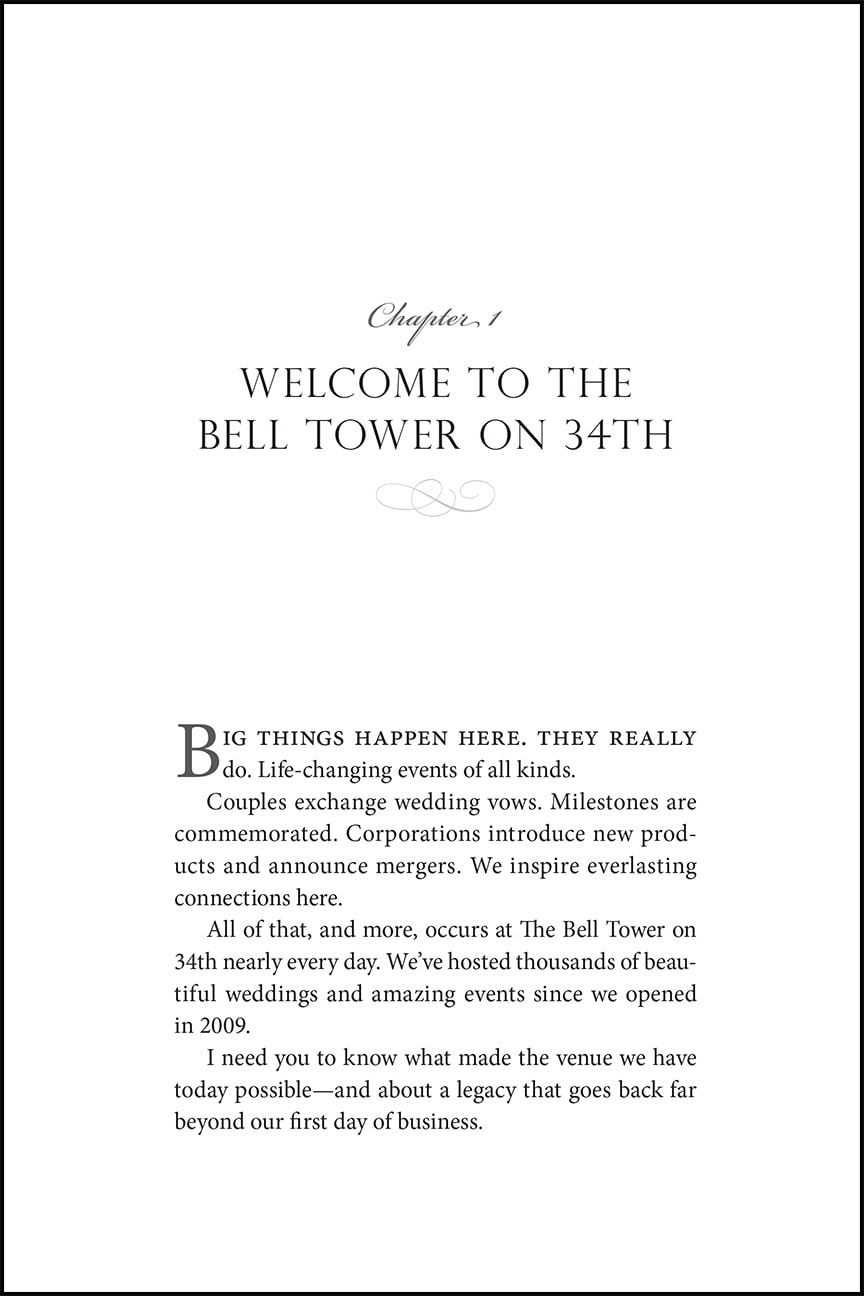 Chapter 1
WELCOME TO THE
BELL TOWER ON 34TH
BIG THINGS HAPPEN HERE. THEY REALLY
do. Life-changing events of all kinds.
Couples exchange wedding vows. Milestones are
commemorated. Corporations introduce new prod-
ucts and announce mergers. We inspire everlasting
connections here.
All of that, and more, occurs at The Bell Tower on
34th nearly every day. We’ve hosted thousands of beau-
tiful weddings and amazing events since we opened
in 2009.
I need you to know what made the venue we have
today possible—and about a legacy that goes back far
beyond our first day of business.